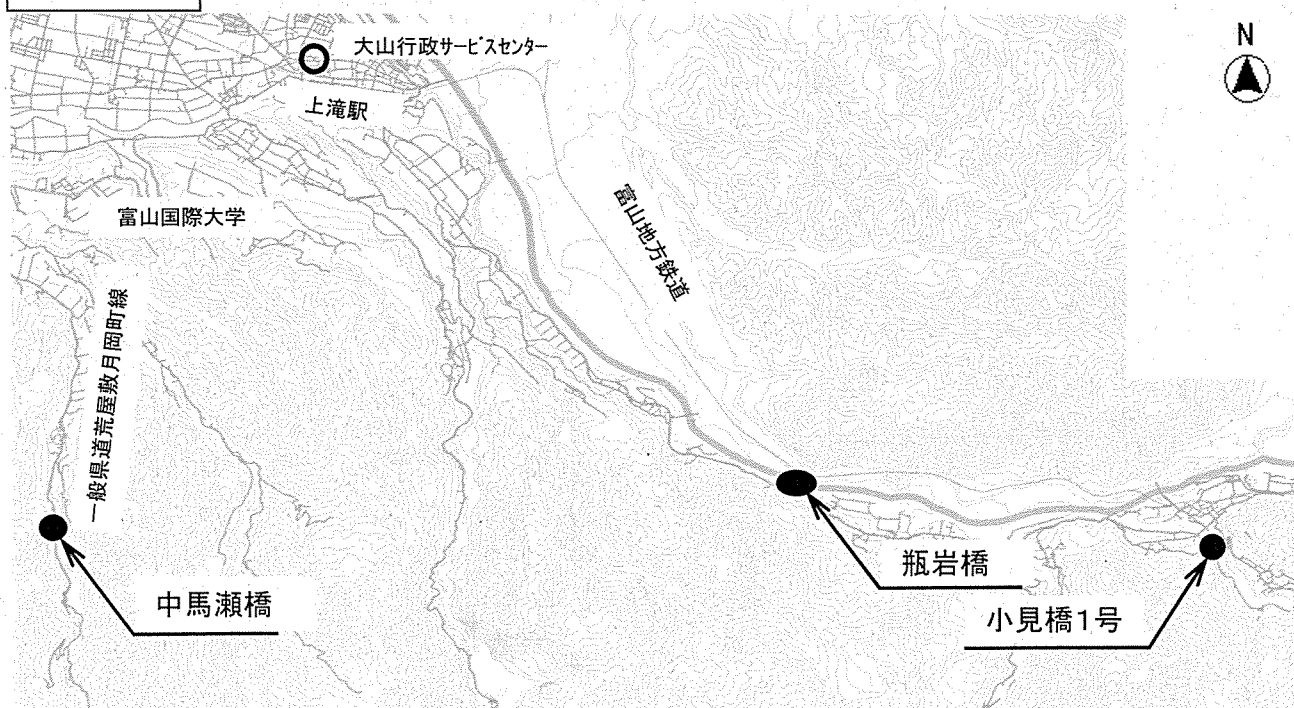 大山行政サービスセンター
N
上滝駅
富山地方鉄道
富山国際大学
一般県道荒屋敷月岡町線
瓶岩橋
中馬瀬橋
小見橋1号